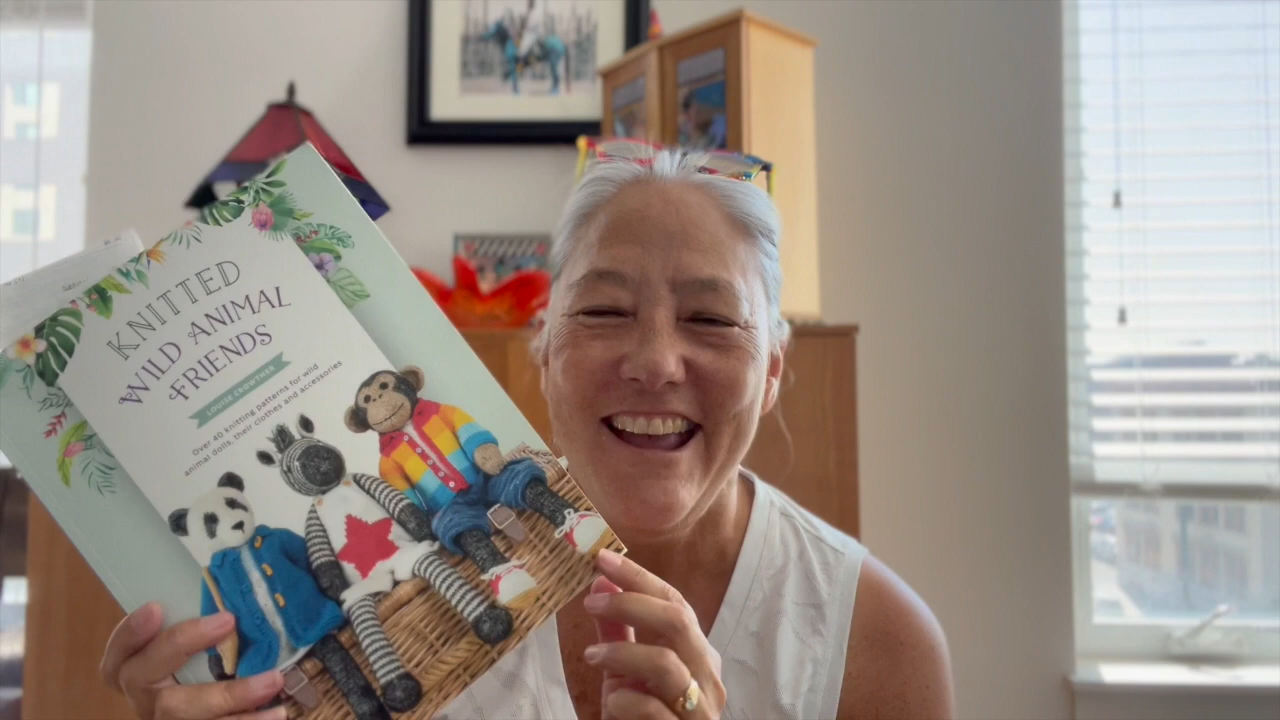 KNITTED
WILD ANIMAL
FRIENDS
LOUISE CROWTHER
Over 40 knitting patterns for wild
animal dolls, their clothes and accessories